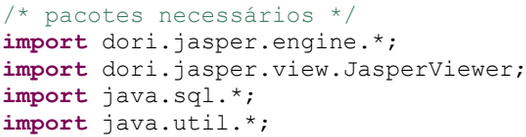 /* pacotes necessários */
import dori.jasper.engine.*;
import dori.jasper.view.JasperViewer;
import java.sql.*;
import java.util.*;